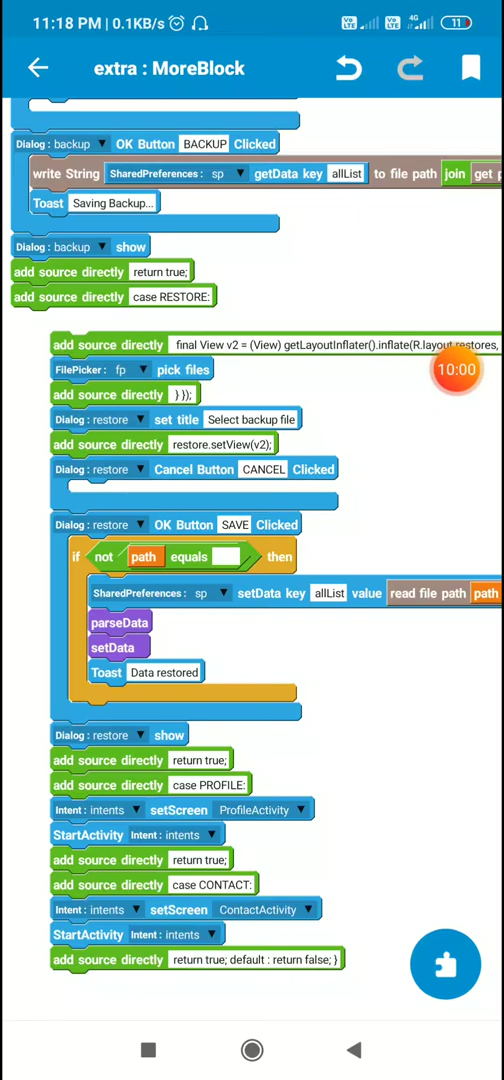 11:18 PM | 0.1KB/s Vo LTE Vo LTE 4G 11
extra : MoreBlock
Dialog : backup OK Button BACKUP Clicked
write String SharedPreferences : sp getData key allList to file path join get
Toast Saving Backup...
Dialog : backup show
add source directly return true;
add source directly case RESTORE:
add source directly final View v2 = (View) getLayoutInflater().inflate(R.layout.restores,
FilePicker : fp pick files
10:00
add source directly } });
Dialog : restore set title Select backup file
add source directly restore.setView(v2);
Dialog : restore Cancel Button CANCEL Clicked
Dialog : restore OK Button SAVE Clicked
if not path equals then
SharedPreferences : sp setData key allList value read file path path
parseData
setData
Toast Data restored
Dialog : restore show
add source directly return true;
add source directly case PROFILE:
Intent : intents setScreen ProfileActivity
StartActivity Intent : intents
add source directly return true;
add source directly case CONTACT:
Intent : intents setScreen ContactActivity
StartActivity Intent : intents
add source directly return true; default : return false; }